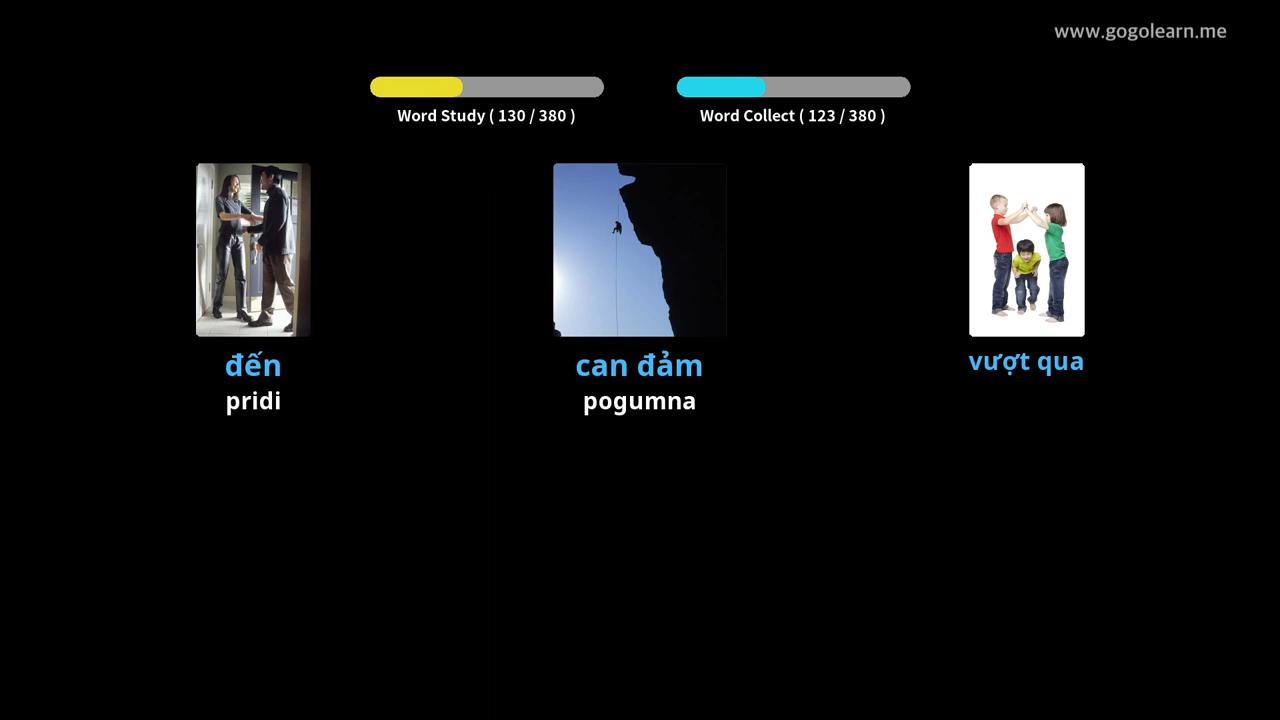 www.gogolearn.me
Word Study ( 130 / 380 )
Word Collect ( 123 / 380 )
đến
pridi
can đảm
pogumna
vượt qua